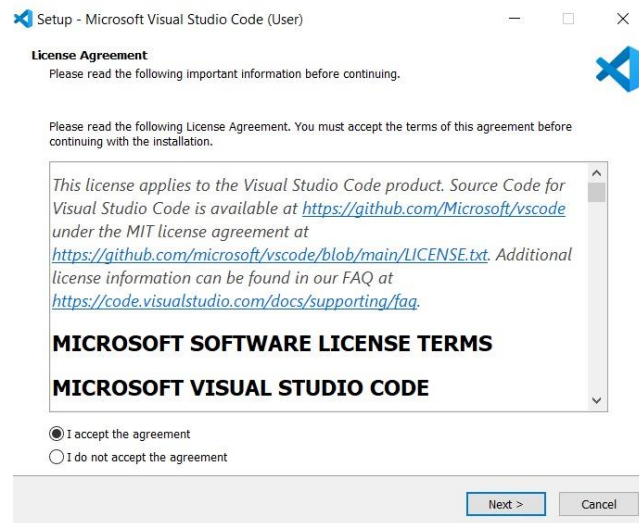 Setup - Microsoft Visual Studio Code (User)
License Agreement
Please read the following important information before continuing.
Please read the following License Agreement. You must accept the terms of this agreement before
continuing with the installation.
This license applies to the Visual Studio Code product. Source Code for
Visual Studio Code is available at https://github.com/Microsoft/vscode
under the MIT license agreement at
https://github.com/microsoft/vscode/blob/main/LICENSE.txt. Additional
license information can be found in our FAQ at
https://code.visualstudio.com/docs/supporting/faq.
MICROSOFT SOFTWARE LICENSE TERMS
MICROSOFT VISUAL STUDIO CODE
I accept the agreement
I do not accept the agreement
Next >
Cancel